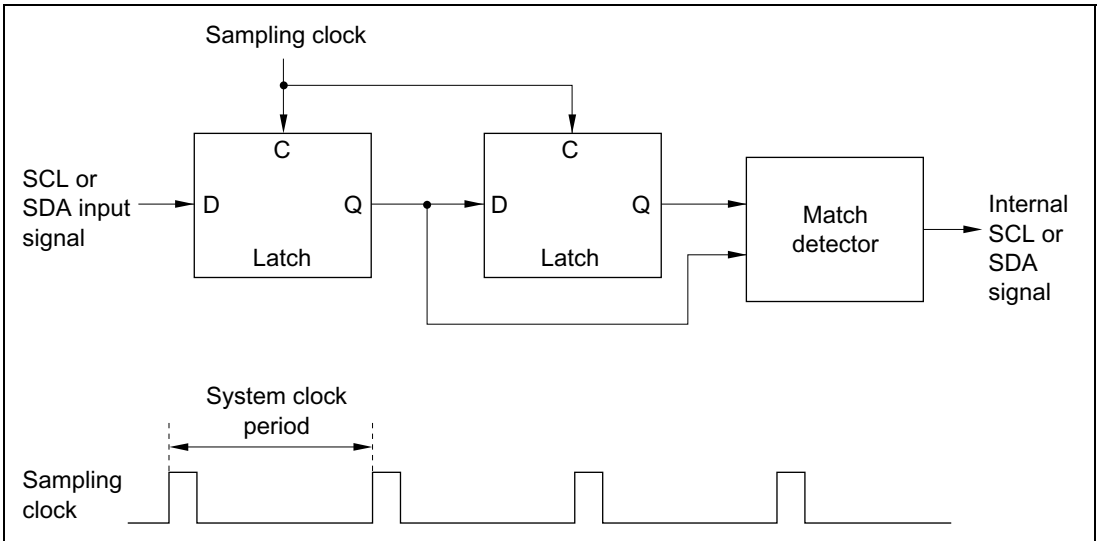 Sampling clock
C
C
SCL or
SDA input
signal
D
Q
Latch
D
Q
Latch
Match
detector
Internal
SCL or
SDA
signal
System clock
period
Sampling
clock